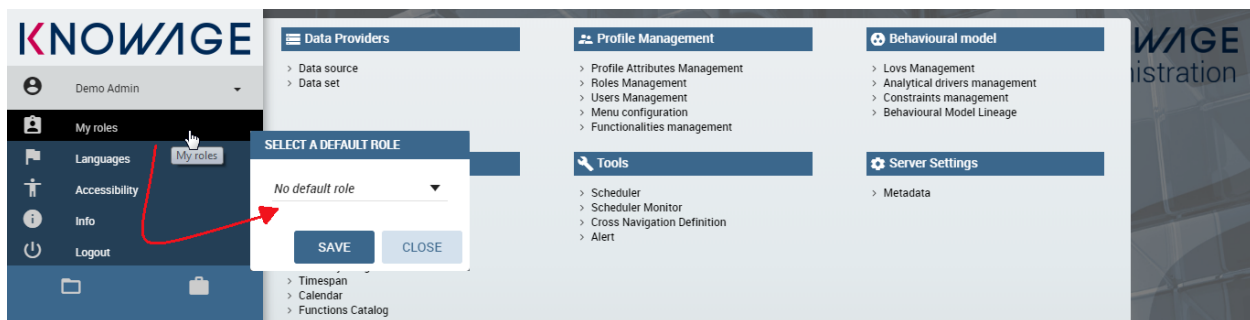 KNOWAGE
Demo Admin
My roles
Languages
Accessibility
Info
Logout
My roles
SELECT A DEFAULT ROLE
No default role
SAVE
CLOSE
Data Providers
> Data source
> Data set
> Timespan
> Calendar
> Functions Catalog
Profile Management
> Profile Attributes Management
> Roles Management
> Users Management
> Menu configuration
> Functionalities management
Tools
> Scheduler
> Scheduler Monitor
> Cross Navigation Definition
> Alert
Behavioural model
> Lovs Management
> Analytical drivers management
> Constraints management
> Behavioural Model Lineage
Server Settings
> Metadata
WAGE
istration